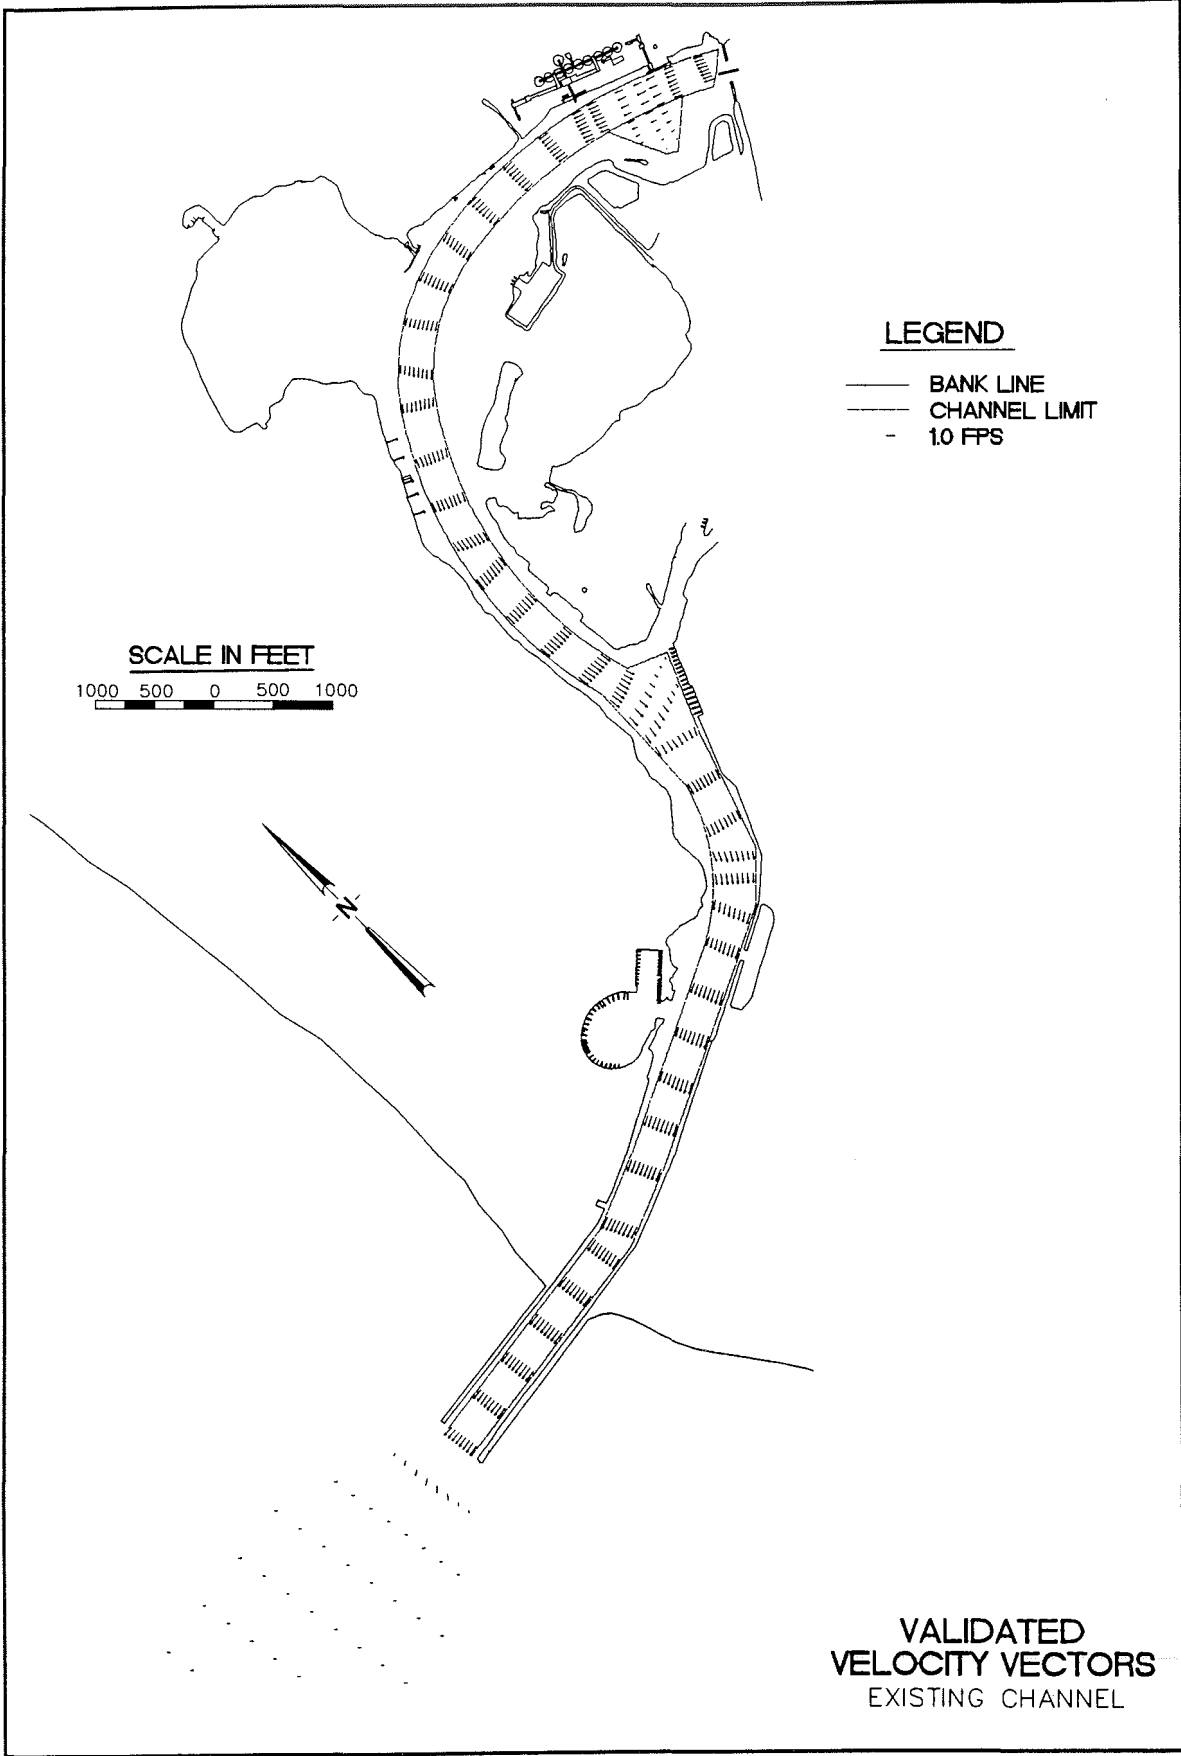 LEGEND
BANK LINE
CHANNEL LIMIT
1.0 FPS
SCALE IN FEET
1000 500 0 500 1000
N
VALIDATED
VELOCITY VECTORS
EXISTING CHANNEL